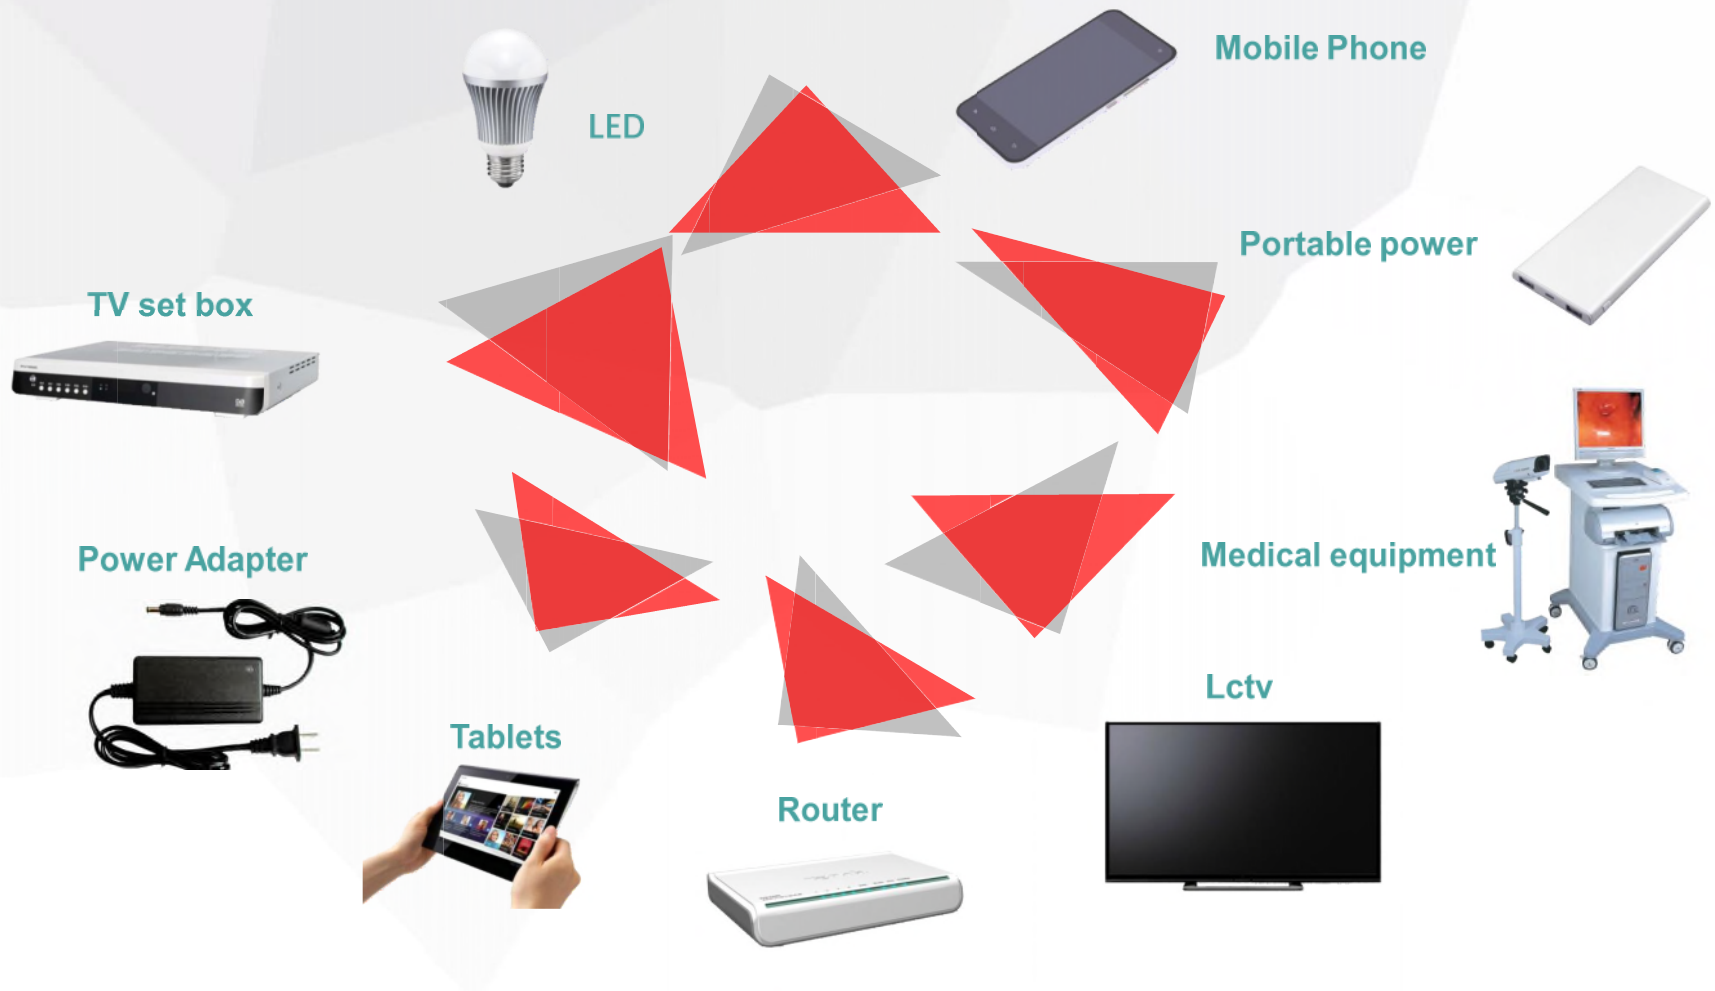 Mobile Phone
LED
Portable power
TV set box
Medical equipment
Power Adapter
Lctv
Tablets
Router